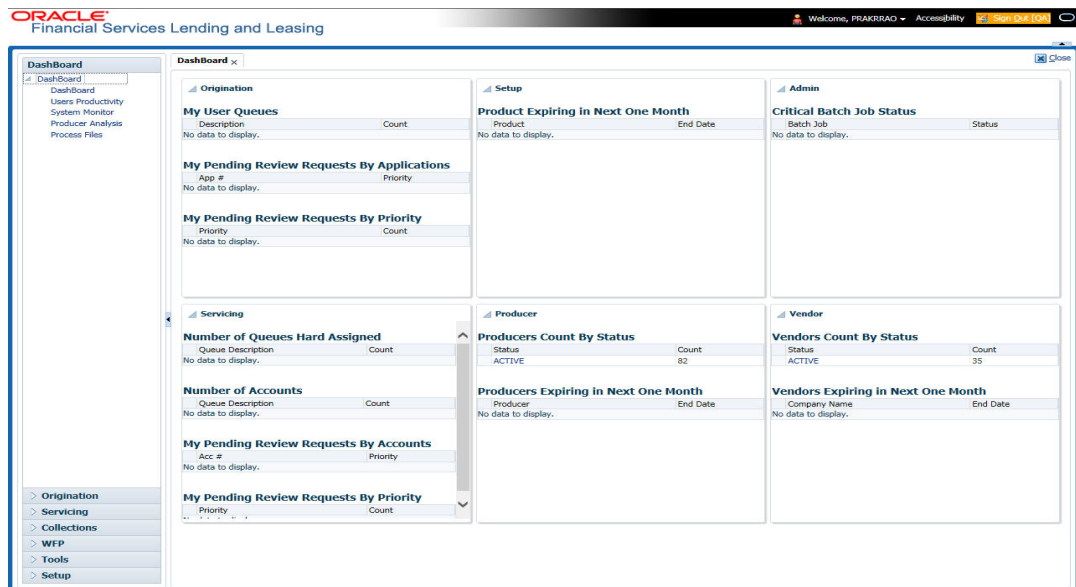 ORACLE
Financial Services Lending and Leasing
Welcome, PRAKRRAO
Accessibility
Sign Out [QA]
DashBoard
DashBoard
DashBoard
Users Productivity
System Monitor
Producer Analysis
Process Files
Origination
Servicing
Collections
WFP
Tools
Setup
DashBoard
Close
Origination
My User Queues
Description Count
No data to display.
My Pending Review Requests By Applications
App # Priority
No data to display.
My Pending Review Requests By Priority
Priority Count
No data to display.
Setup
Product Expiring in Next One Month
Product End Date
No data to display.
Admin
Critical Batch Job Status
Batch Job Status
No data to display.
Servicing
Number of Queues Hard Assigned
Queue Description Count
No data to display.
Number of Accounts
Queue Description Count
No data to display.
My Pending Review Requests By Accounts
Acc # Priority
No data to display.
My Pending Review Requests By Priority
Priority Count
Producer
Producers Count By Status
Status Count
ACTIVE 82
Producers Expiring in Next One Month
Producer End Date
No data to display.
Vendor
Vendors Count By Status
Status Count
ACTIVE 35
Vendors Expiring in Next One Month
Company Name End Date
No data to display.